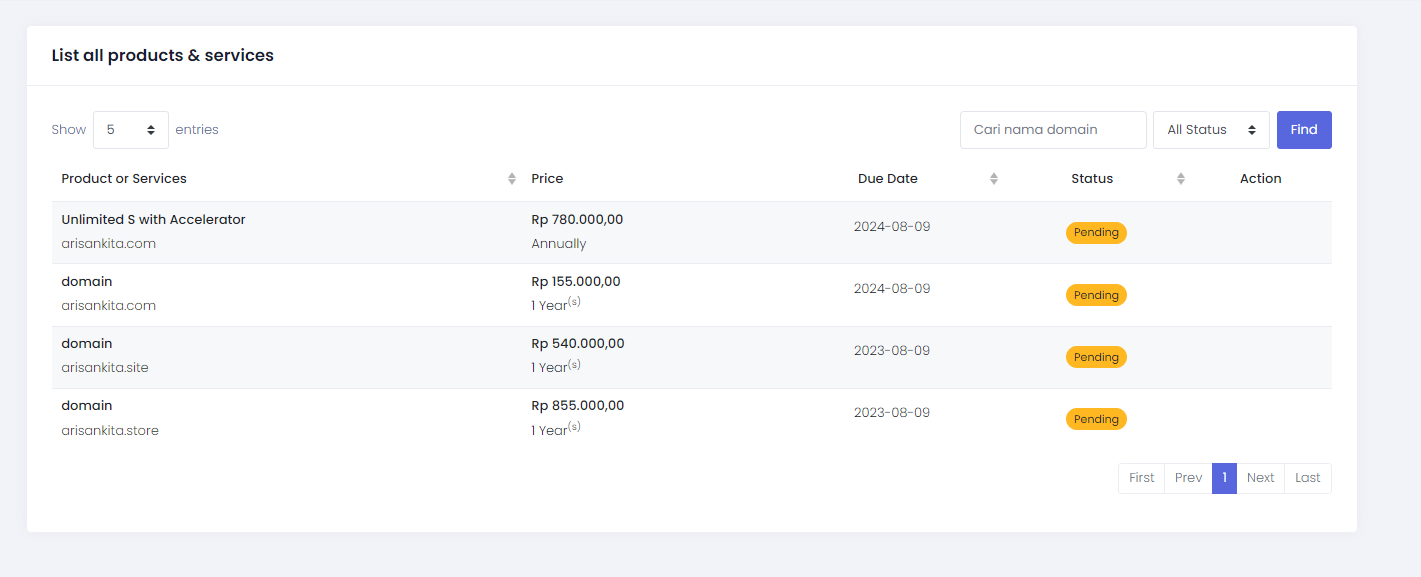 List all products & services
Show 5 entries Cari nama domain All Status Find
Product or Services Price Due Date Status Action
Unlimited S with Accelerator Rp 780.000,00 2024-08-09 Pending
arisankita.com Annually
domain Rp 155.000,00 2024-08-09 Pending
arisankita.com 1 Year(s)
domain Rp 540.000,00 2023-08-09 Pending
arisankita.site 1 Year(s)
domain Rp 855.000,00 2023-08-09 Pending
arisankita.store 1 Year(s)
First Prev 1 Next Last